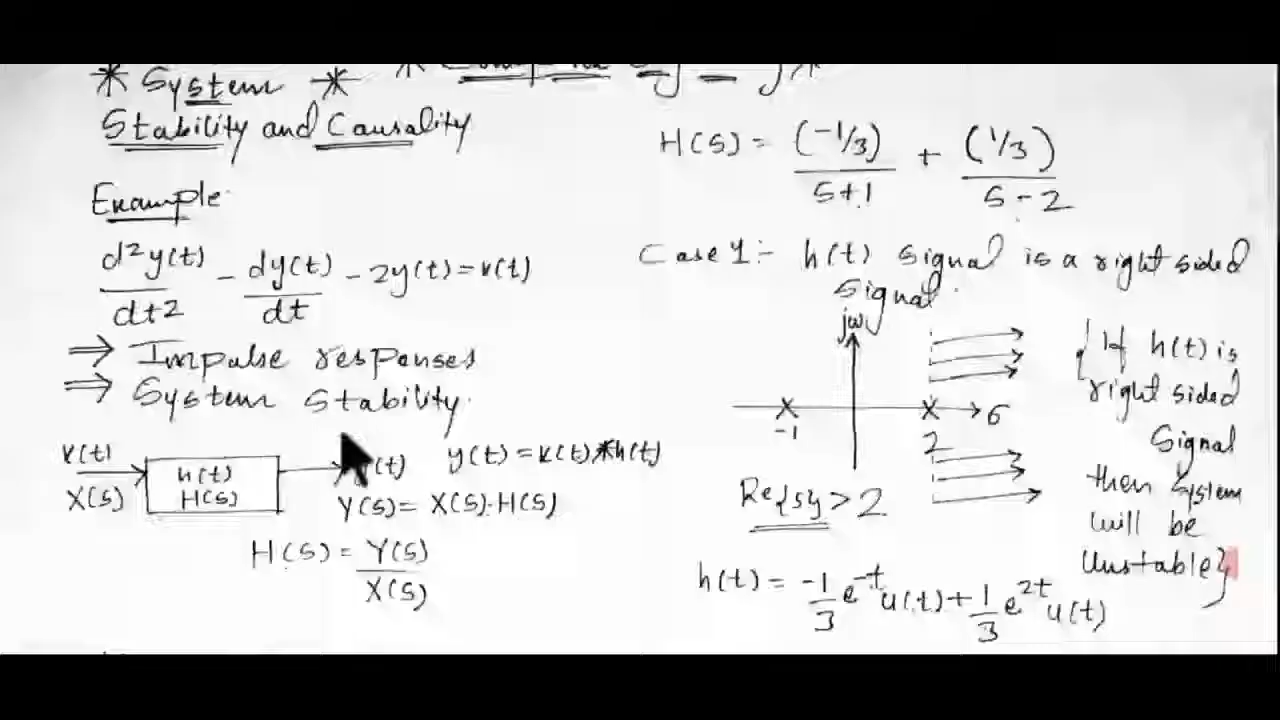 * System *
Stability and Causality
Example:
d²y(t)/dt2 - dy(t)/dt - 2y(t) = x(t)
⇒ Impulse responses
⇒ System Stability.
x(t) X(S)
h(t) H(S)
y(t) y(t) = x(t)*h(t)
Y(S) = X(S)·H(S)
H(S) = Y(S)/X(S)
H(S) = (-1/3)/S+1 + (1/3)/S-2
Case 1:- h(t) signal is a right sided
signal.
jω
-1 2 σ
Re{s} > 2
{ If h(t) is
right sided
Signal
then System
will be
Unstable}
h(t) = -1/3 e^-t u(t) + 1/3 e^2t u(t)